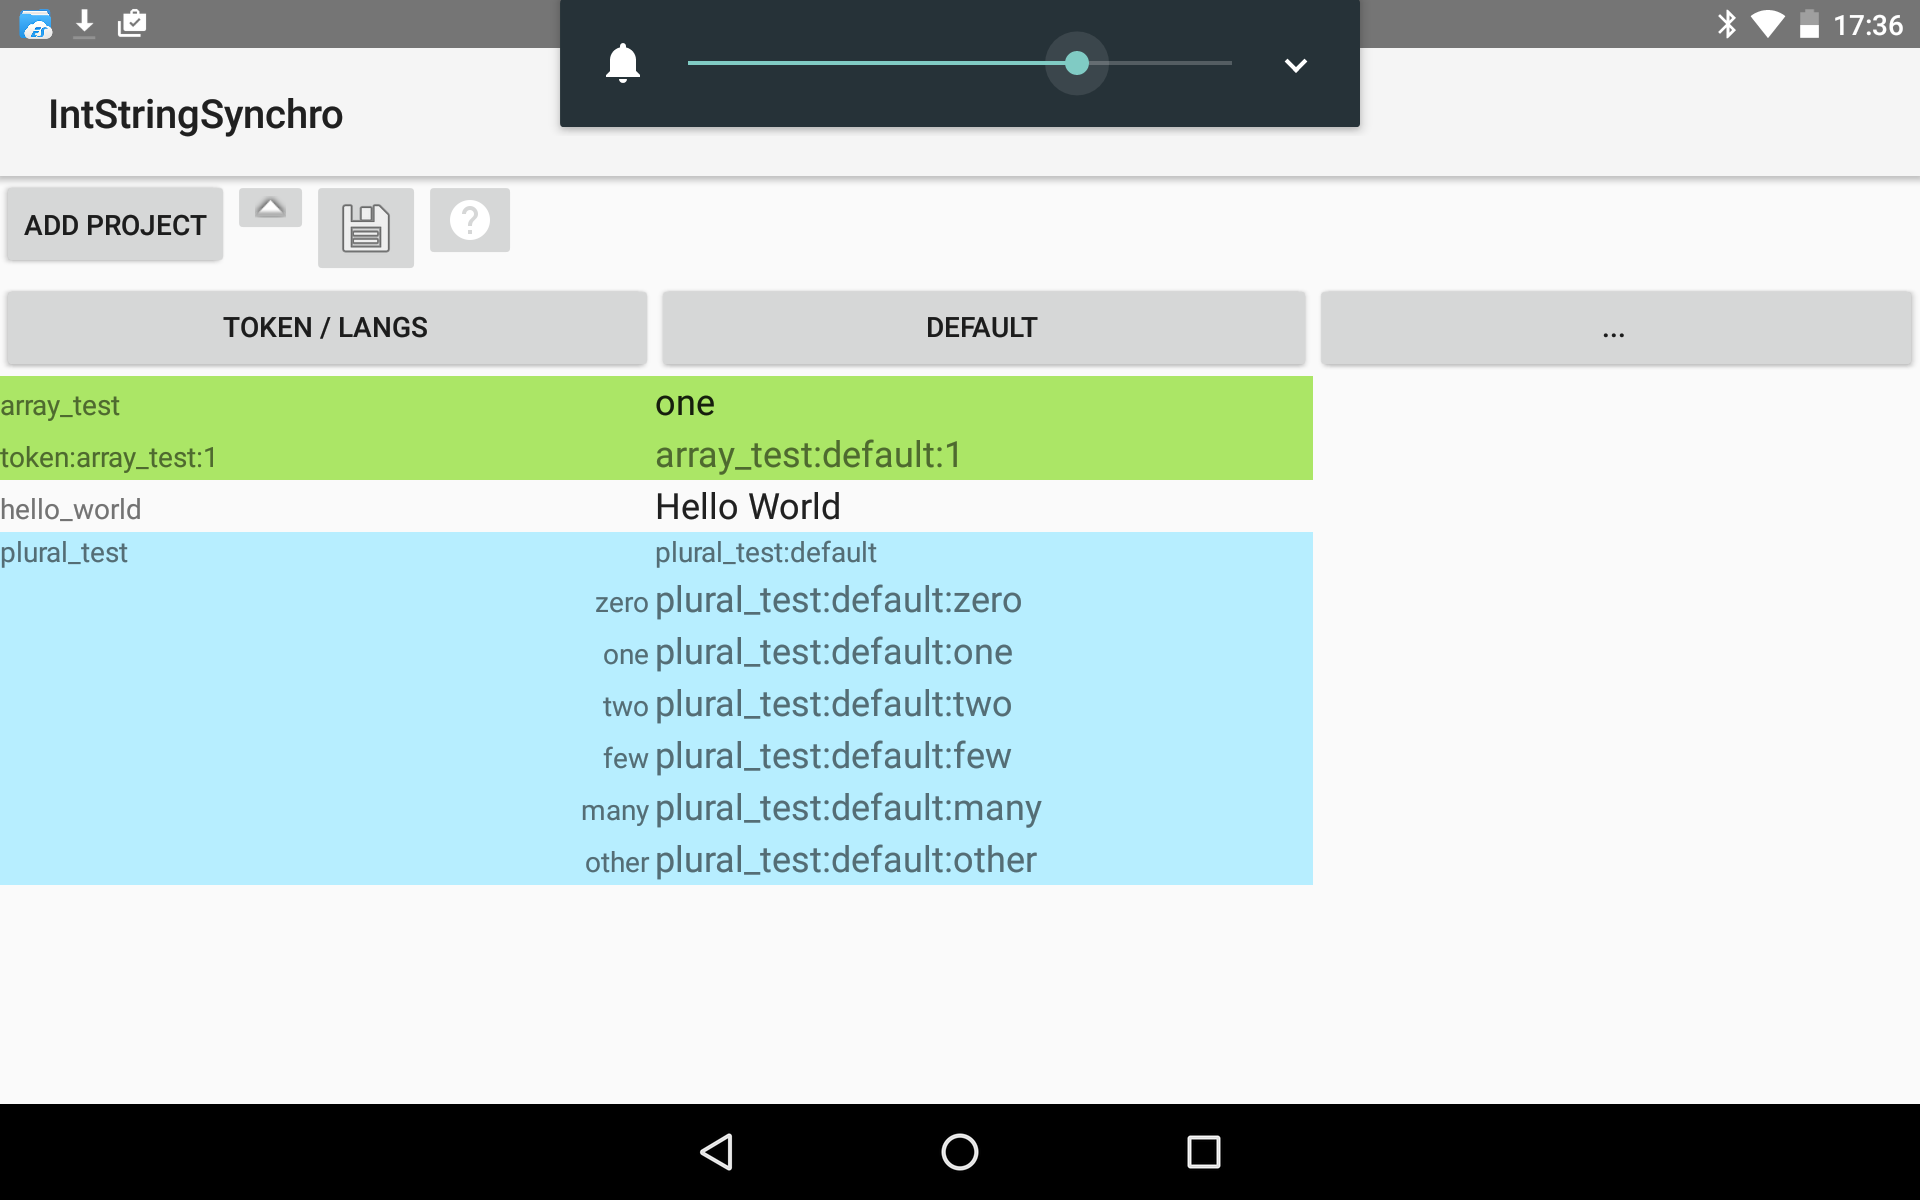 17:36
IntStringSynchro
ADD PROJECT
TOKEN / LANGS DEFAULT ...
array_test one
token:array_test:1 array_test:default:1
hello_world Hello World
plural_test plural_test:default
zero plural_test:default:zero
one plural_test:default:one
two plural_test:default:two
few plural_test:default:few
many plural_test:default:many
other plural_test:default:other